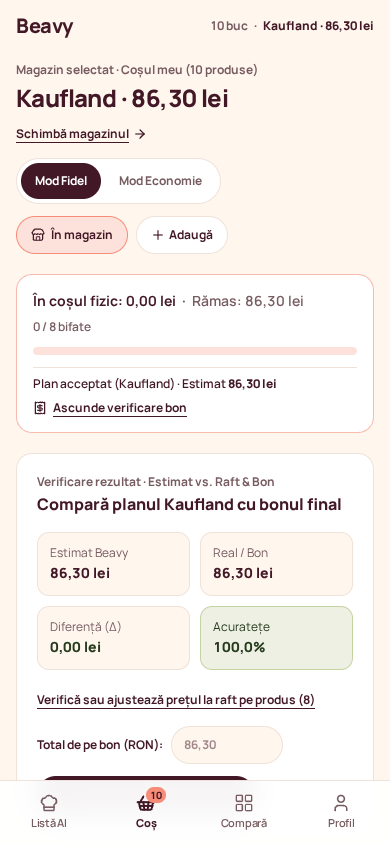 Beavy
10 buc · Kaufland · 86,30 lei
Magazin selectat · Coșul meu (10 produse)
Kaufland · 86,30 lei
Schimbă magazinul →
Mod Fidel
Mod Economie
În magazin
+ Adaugă
În coșul fizic: 0,00 lei · Rămas: 86,30 lei
0 / 8 bifate
Plan acceptat (Kaufland) · Estimat 86,30 lei
Ascunde verificare bon
Verificare rezultat · Estimat vs. Raft & Bon
Compară planul Kaufland cu bonul final
Estimat Beavy
86,30 lei
Real / Bon
86,30 lei
Diferență (Δ)
0,00 lei
Acuratețe
100,0%
Verifică sau ajustează prețul la raft pe produs (8)
Total de pe bon (RON):
86,30
10
Listă AI
Coș
Compară
Profil